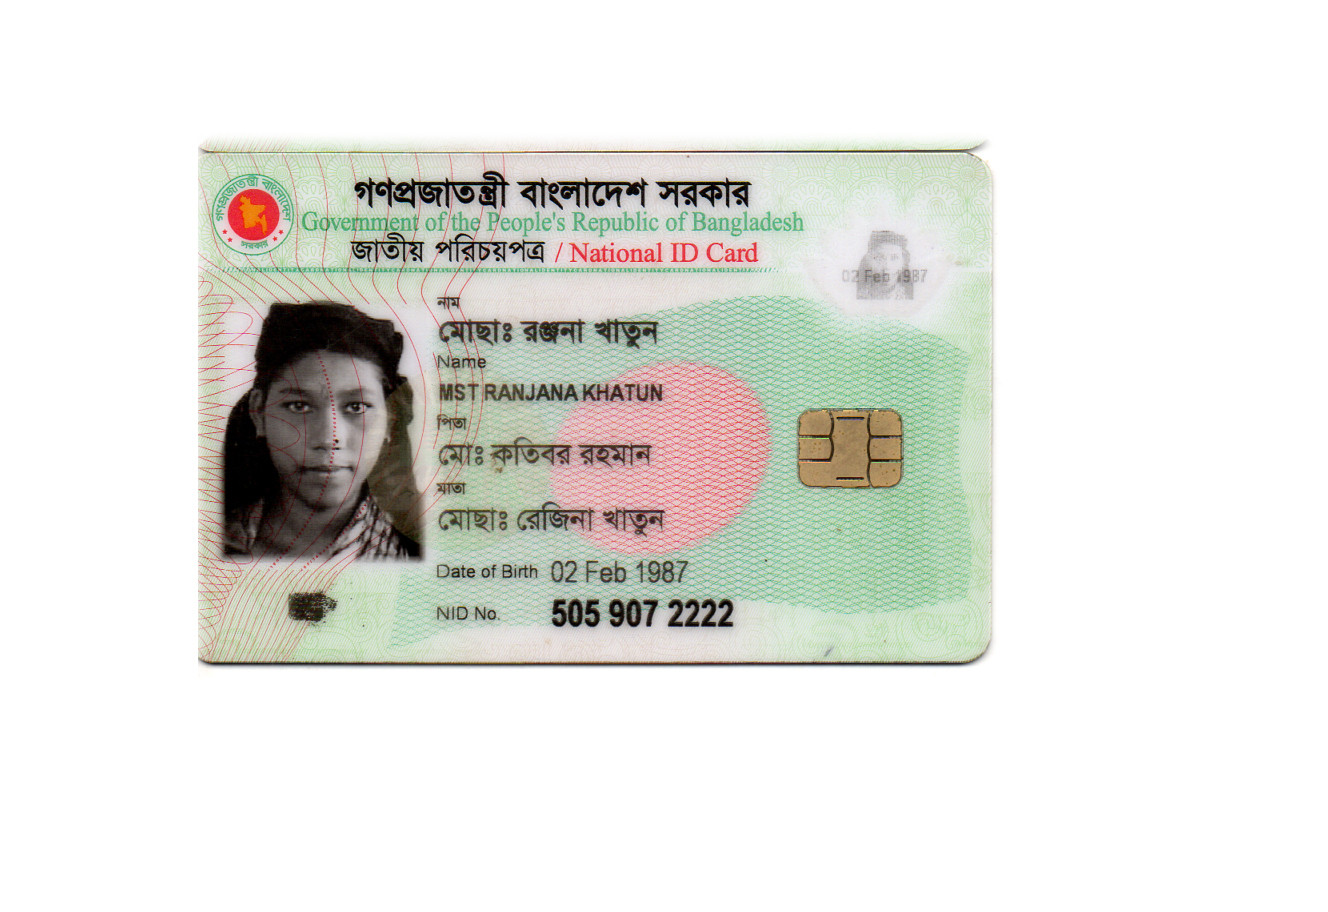 গণপ্রজাতন্ত্রী বাংলাদেশ সরকার
Government of the People's Republic of Bangladesh
জাতীয় পরিচয়পত্র / National ID Card
গণপ্রজাতন্ত্রী বাংলাদেশ
সরকার
02 Feb 1987
নাম
মোছাঃ রঞ্জনা খাতুন
Name
MST RANJANA KHATUN
পিতা
মোঃ কতিবর রহমান
মাতা
মোছাঃ রেজিনা খাতুন
Date of Birth 02 Feb 1987
NID No. 505 907 2222